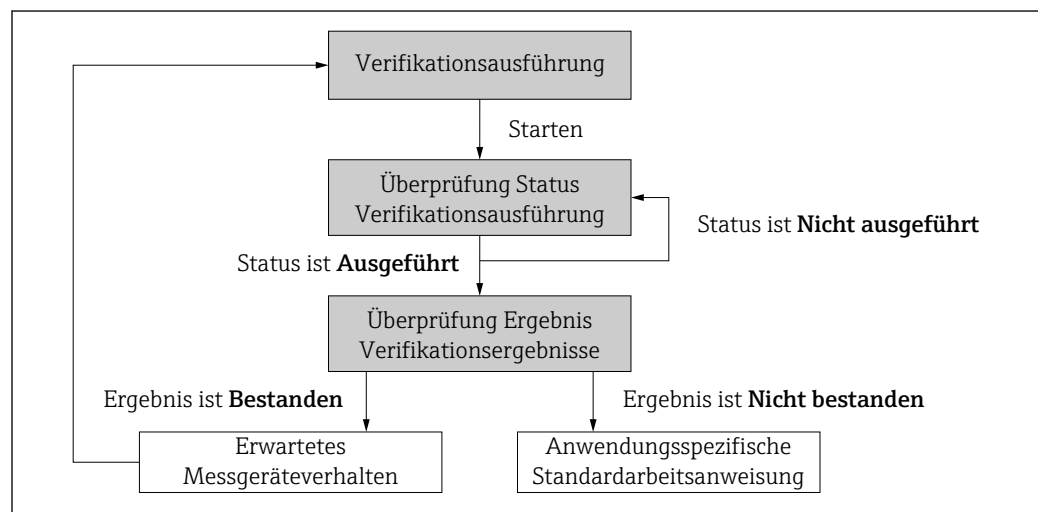 Verifikationsausführung
Starten
Überprüfung Status
Verifikationsausführung
Status ist Nicht ausgeführt
Status ist Ausgeführt
Überprüfung Ergebnis
Verifikationsergebnisse
Ergebnis ist Bestanden
Ergebnis ist Nicht bestanden
Erwartetes
Messgeräteverhalten
Anwendungsspezifische
Standardarbeitsanweisung